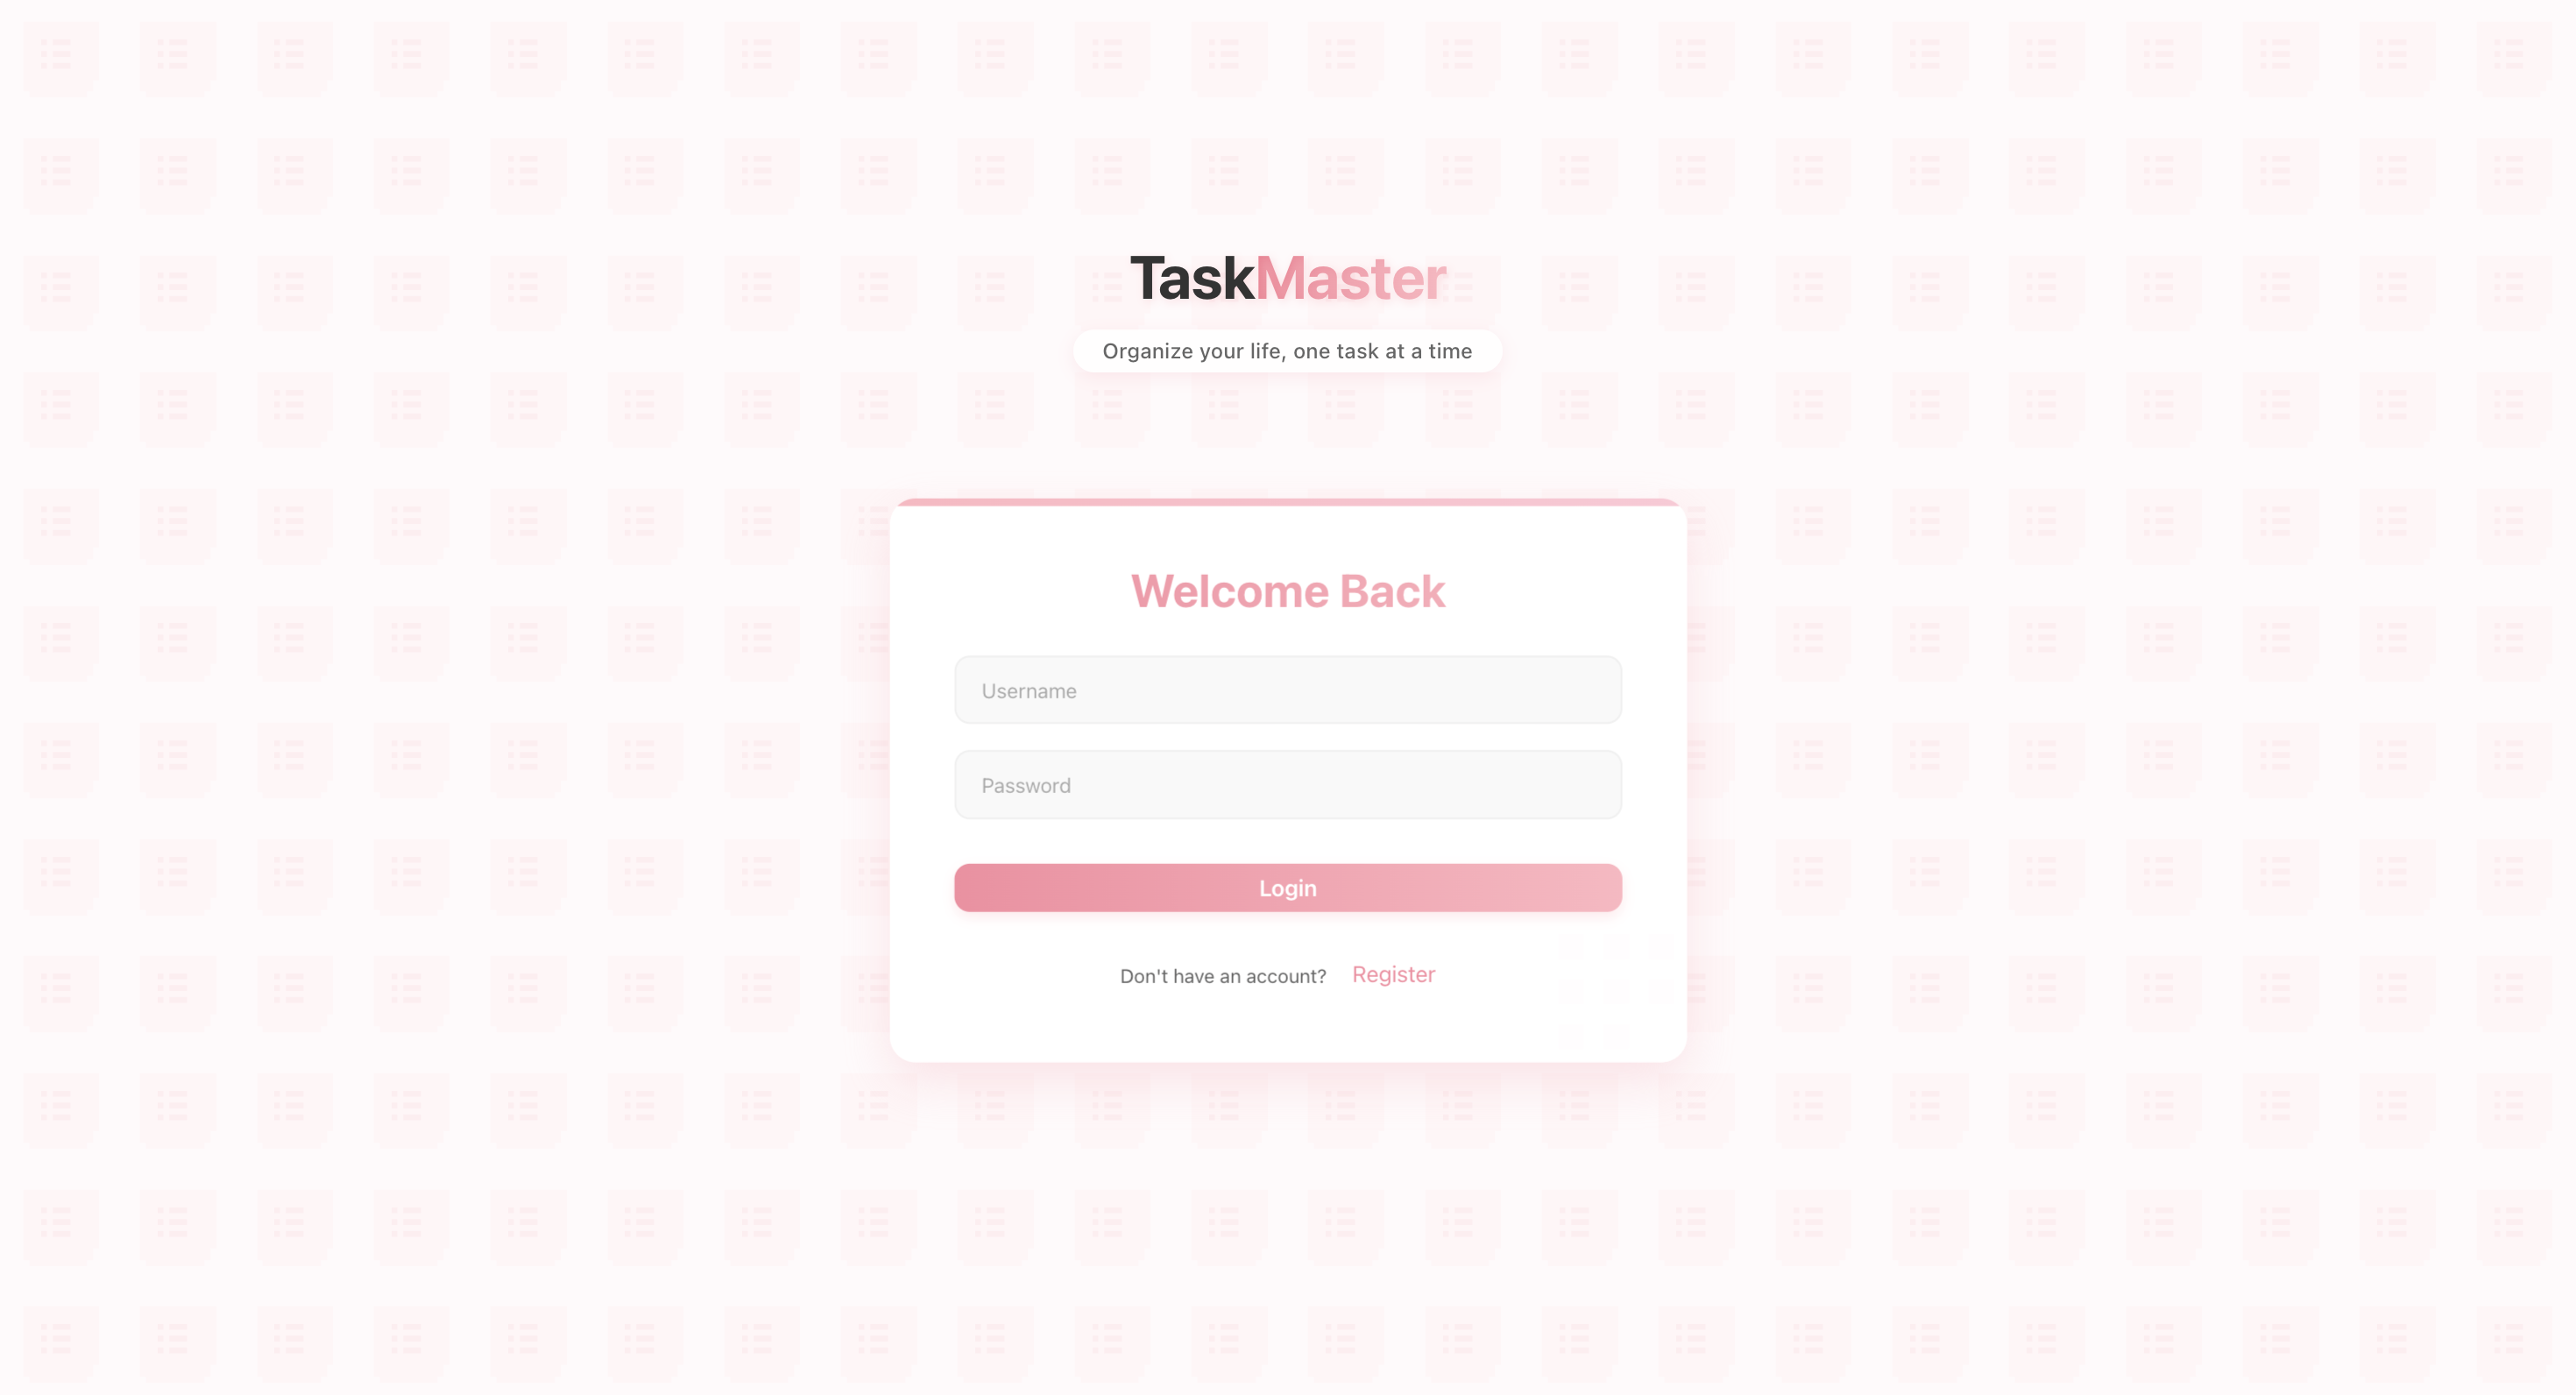 TaskMaster
Organize your life, one task at a time
Welcome Back
Username
Password
Login
Don't have an account? Register